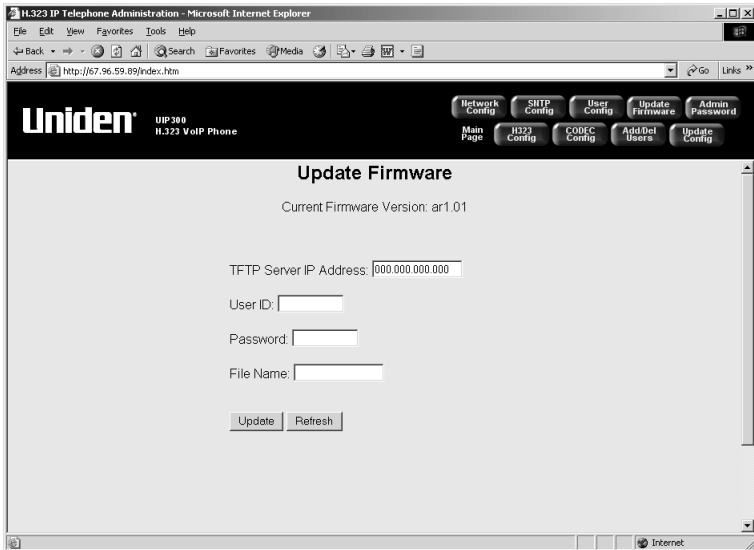 H.323 IP Telephone Administration - Microsoft Internet Explorer
File Edit View Favorites Tools Help
Back Search Favorites Media
Address http://67.96.59.89/index.htm Go Links »
Uniden
UIP300
H.323 VoIP Phone
Network Config SNTP Config User Config Update Firmware Admin Password
Main Page H323 Config CODEC Config Add/Del Users Update Config
Update Firmware
Current Firmware Version: ar1.01
TFTP Server IP Address: 000.000.000.000
User ID:
Password:
File Name:
Update Refresh
Internet